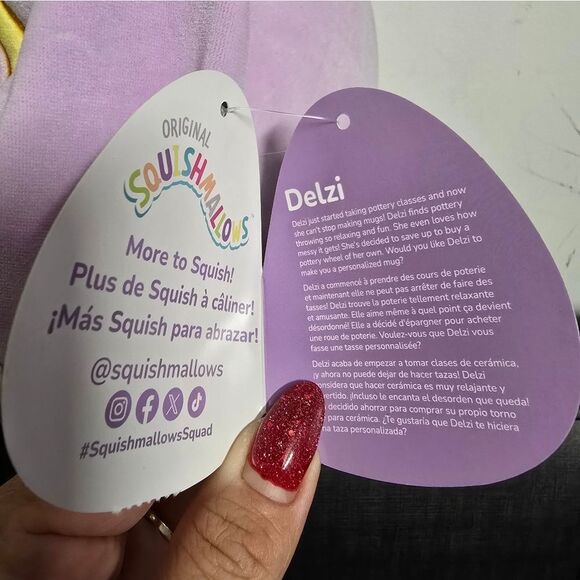 ORIGINAL
SQUISHMALLOWS
More to Squish!
Plus de Squish à câliner!
¡Más Squish para abrazar!
@squishmallows
#SquishmallowsSquad
Delzi
Delzi just started taking pottery classes and now
she can't stop making mugs! Delzi finds pottery
throwing so relaxing and fun. She even loves how
messy it gets! She's decided to save up to buy a
pottery wheel of her own. Would you like Delzi to
make you a personalized mug?
Delzi a commencé à prendre des cours de poterie
et maintenant elle ne peut pas arrêter de faire des
tasses! Delzi trouve la poterie tellement relaxante
et amusante. Elle aime même à quel point ça devient
désordonné! Elle a décidé d'épargner pour acheter
une roue de poterie. Voulez-vous que Delzi vous
fasse une tasse personnalisée?
Delzi acaba de empezar a tomar clases de cerámica,
¡y ahora no puede dejar de hacer tazas! Delzi
considera que hacer cerámica es muy relajante y
vertido. ¡Incluso le encanta el desorden que queda!
decidido ahorrar para comprar su propio torno
para cerámica. ¿Te gustaria que Delzi te hiciera
na taza personalizada?